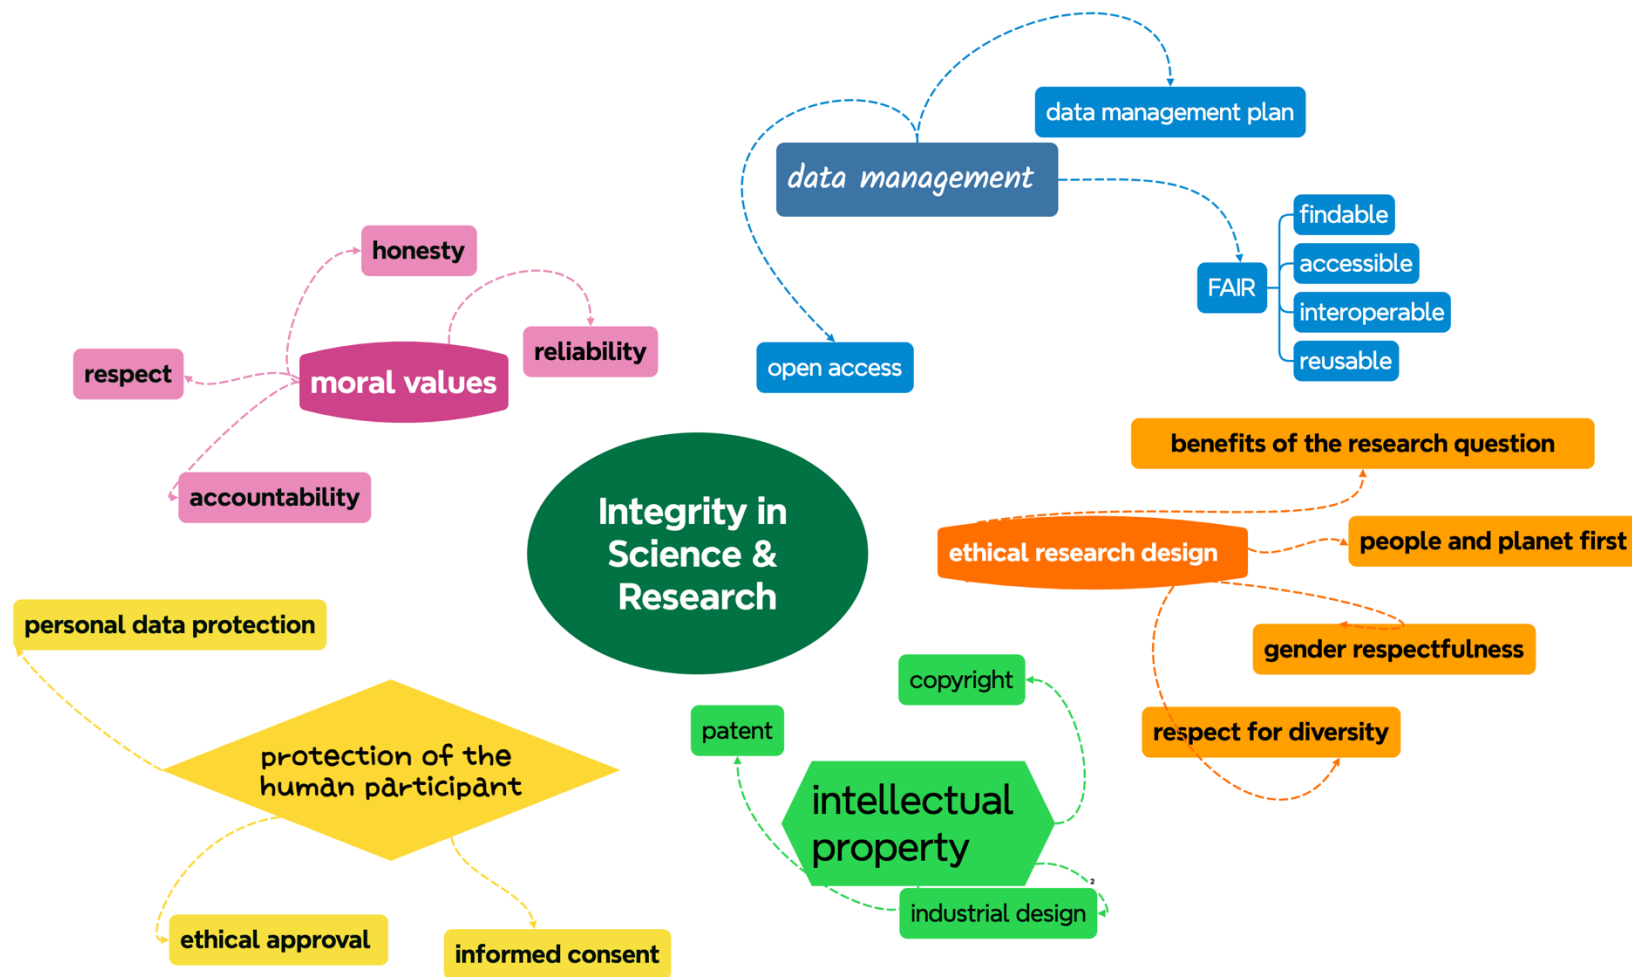 data management plan
data management
findable
accessible
FAIR
interoperable
reusable
open access
honesty
reliability
respect
moral values
accountability
Integrity in
Science &
Research
benefits of the research question
ethical research design
people and planet first
gender respectfulness
respect for diversity
personal data protection
protection of the
human participant
ethical approval
informed consent
copyright
patent
intellectual
property
2
industrial design